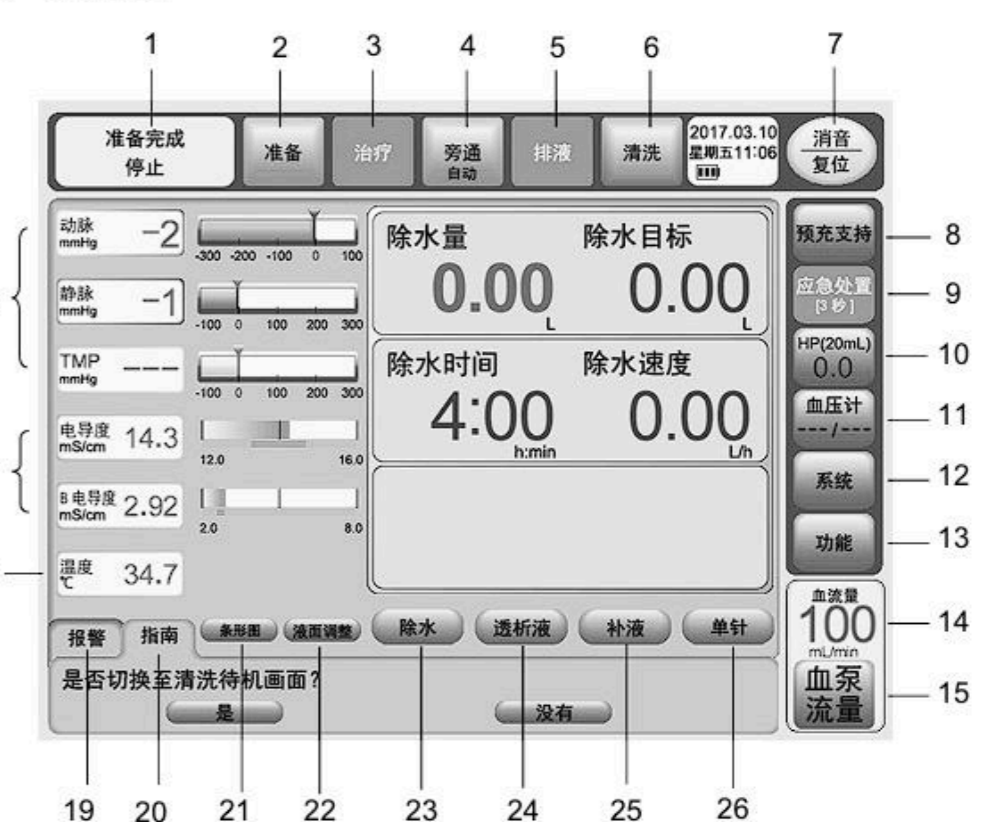 1 2 3 4 5 6 7
准备完成
停止
准备
治疗
旁通
自动
排液
清洗
2017.03.10
星期五11:06
消音
复位
动脉
mmHg
-2
-300 -200 -100 0 100
静脉
mmHg
-1
-100 0 100 200 300
TMP
mmHg
---
-100 0 100 200 300
电导度
mS/cm
14.3
12.0 16.0
B 电导度
mS/cm
2.92
2.0 8.0
温度
℃
34.7
除水量
0.00
L
除水目标
0.00
L
除水时间
4:00
h:min
除水速度
0.00
L/h
预充支持
8
应急处置
[3 秒]
9
HP(20mL)
0.0
10
血压计
---/---
11
系统
12
功能
13
血流量
100
mL/min
14
血泵
流量
15
报警
指南
条形图
液面调整
除水
透析液
补液
单针
是否切换至清洗待机画面?
是
没有
19 20 21 22 23 24 25 26